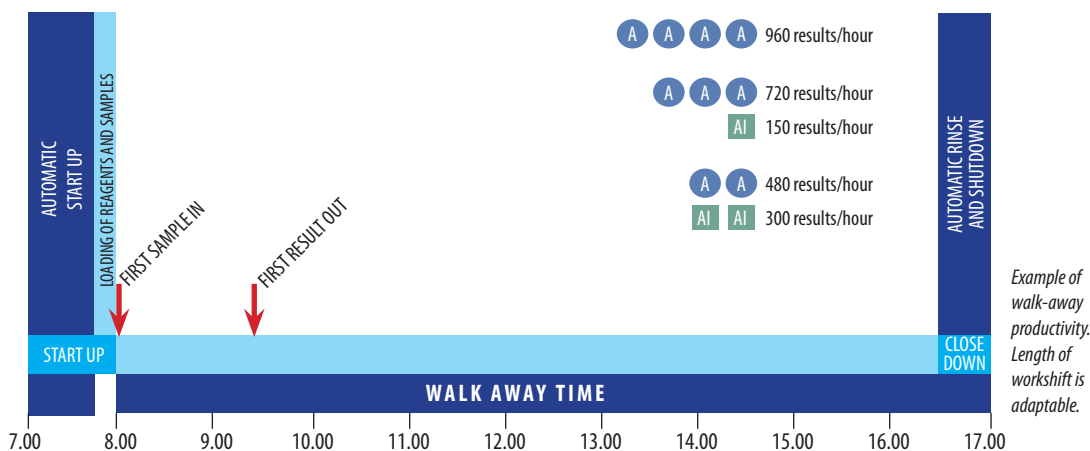 AUTOMATIC
START UP
LOADING OF REAGENTS AND SAMPLES
FIRST SAMPLE IN
FIRST RESULT OUT
A A A A 960 results/hour
A A A 720 results/hour
AI 150 results/hour
A A 480 results/hour
AI AI 300 results/hour
AUTOMATIC RINSE
AND SHUTDOWN
Example of
walk-away
productivity.
Length of
workshift is
adaptable.
START UP
CLOSE
DOWN
WALK AWAY TIME
7.00 8.00 9.00 10.00 11.00 12.00 13.00 14.00 15.00 16.00 17.00